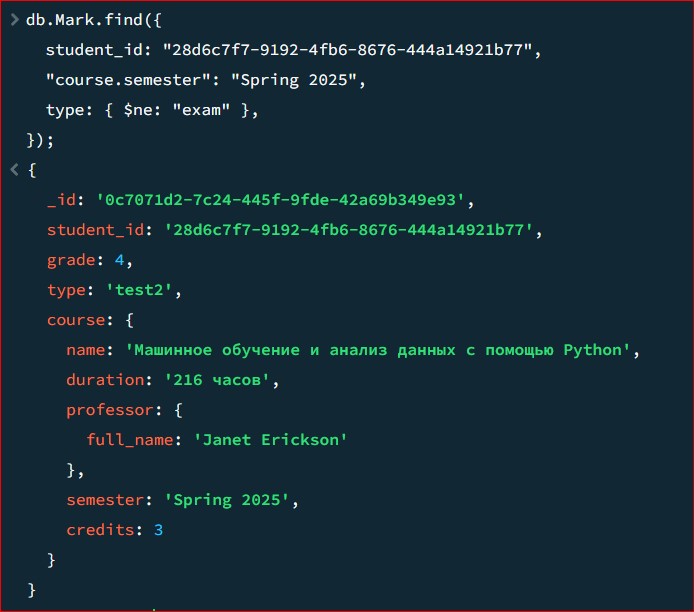 > db.Mark.find({
student_id: "28d6c7f7-9192-4fb6-8676-444a14921b77",
"course.semester": "Spring 2025",
type: { $ne: "exam" },
});
< {
_id: '0c7071d2-7c24-445f-9fde-42a69b349e93',
student_id: '28d6c7f7-9192-4fb6-8676-444a14921b77',
grade: 4,
type: 'test2',
course: {
name: 'Машинное обучение и анализ данных с помощью Python',
duration: '216 часов',
professor: {
full_name: 'Janet Erickson'
},
semester: 'Spring 2025',
credits: 3
}
}